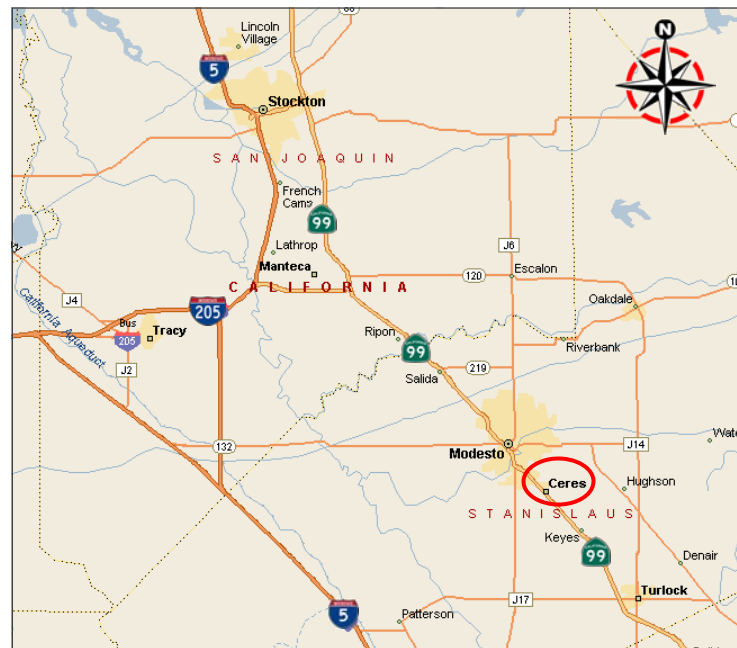 Lincoln
Village
N
5
Stockton
SAN JOAQUIN
French
Camp
99
J6
Lathrop
Manteca
120
Escalon
CALIFORNIA
J4
Oakdale
205
California Aqueduct
Bus
205
Tracy
Ripon
99
Riverbank
J2
Salida
219
132
J14
Modesto
Ceres
Hughson
STANISLAUS
Keyes
99
Denair
Turlock
J17
5
Patterson